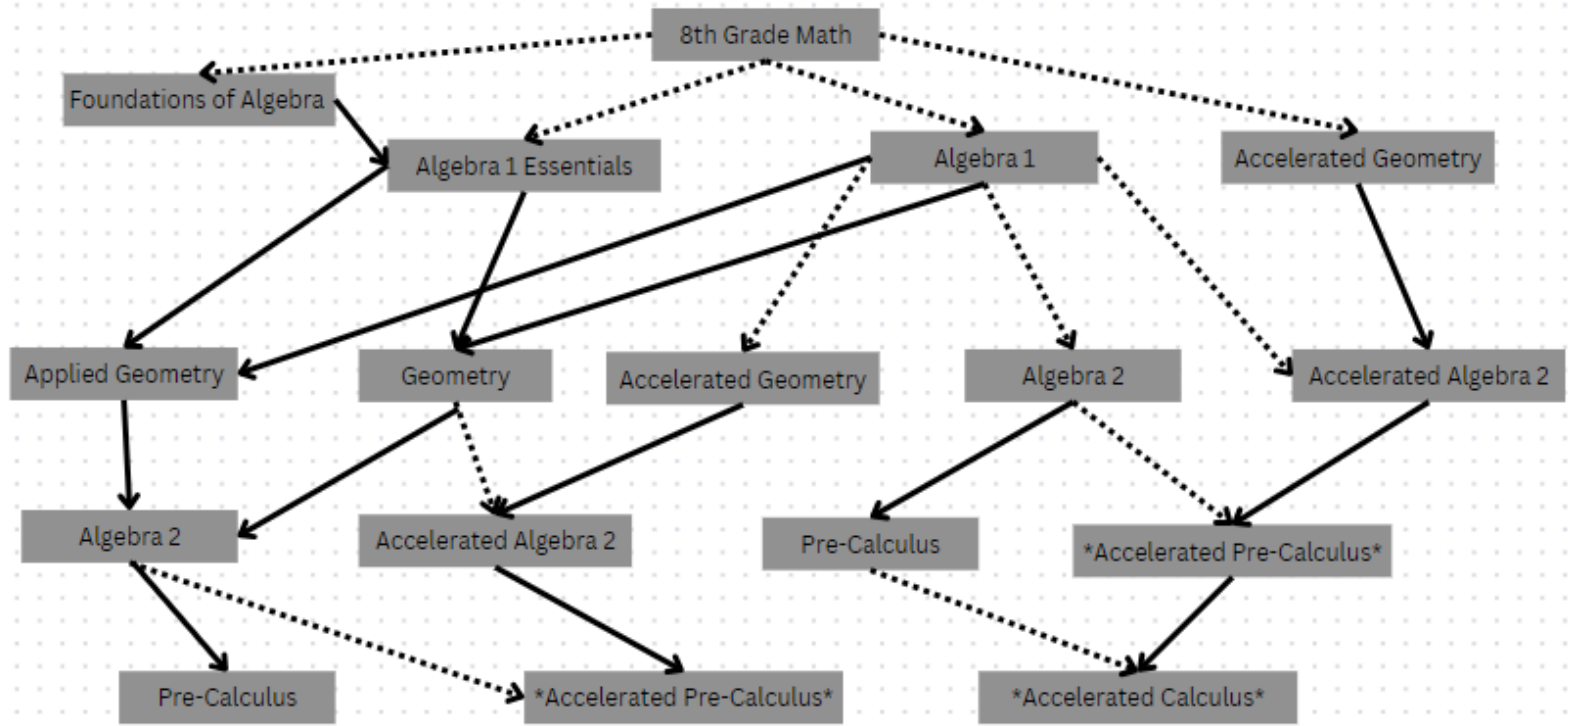 8th Grade Math
Foundations of Algebra
Algebra 1 Essentials
Algebra 1
Accelerated Geometry
Applied Geometry
Geometry
Accelerated Geometry
Algebra 2
Accelerated Algebra 2
Algebra 2
Accelerated Algebra 2
Pre-Calculus
*Accelerated Pre-Calculus*
Pre-Calculus
*Accelerated Pre-Calculus*
*Accelerated Calculus*